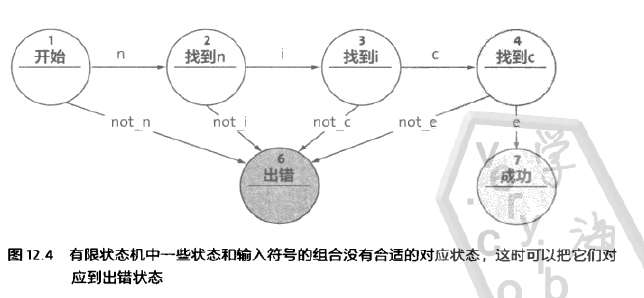 1
开始
n
2
找到n
i
3
找到i
c
4
找到c
not_n
not_i
not_c
not_e
e
6
出错
7
成功
图 12.4 有限状态机中一些状态和输入符号的组合没有合适的对应状态，这时可以把它们对
应到出错状态